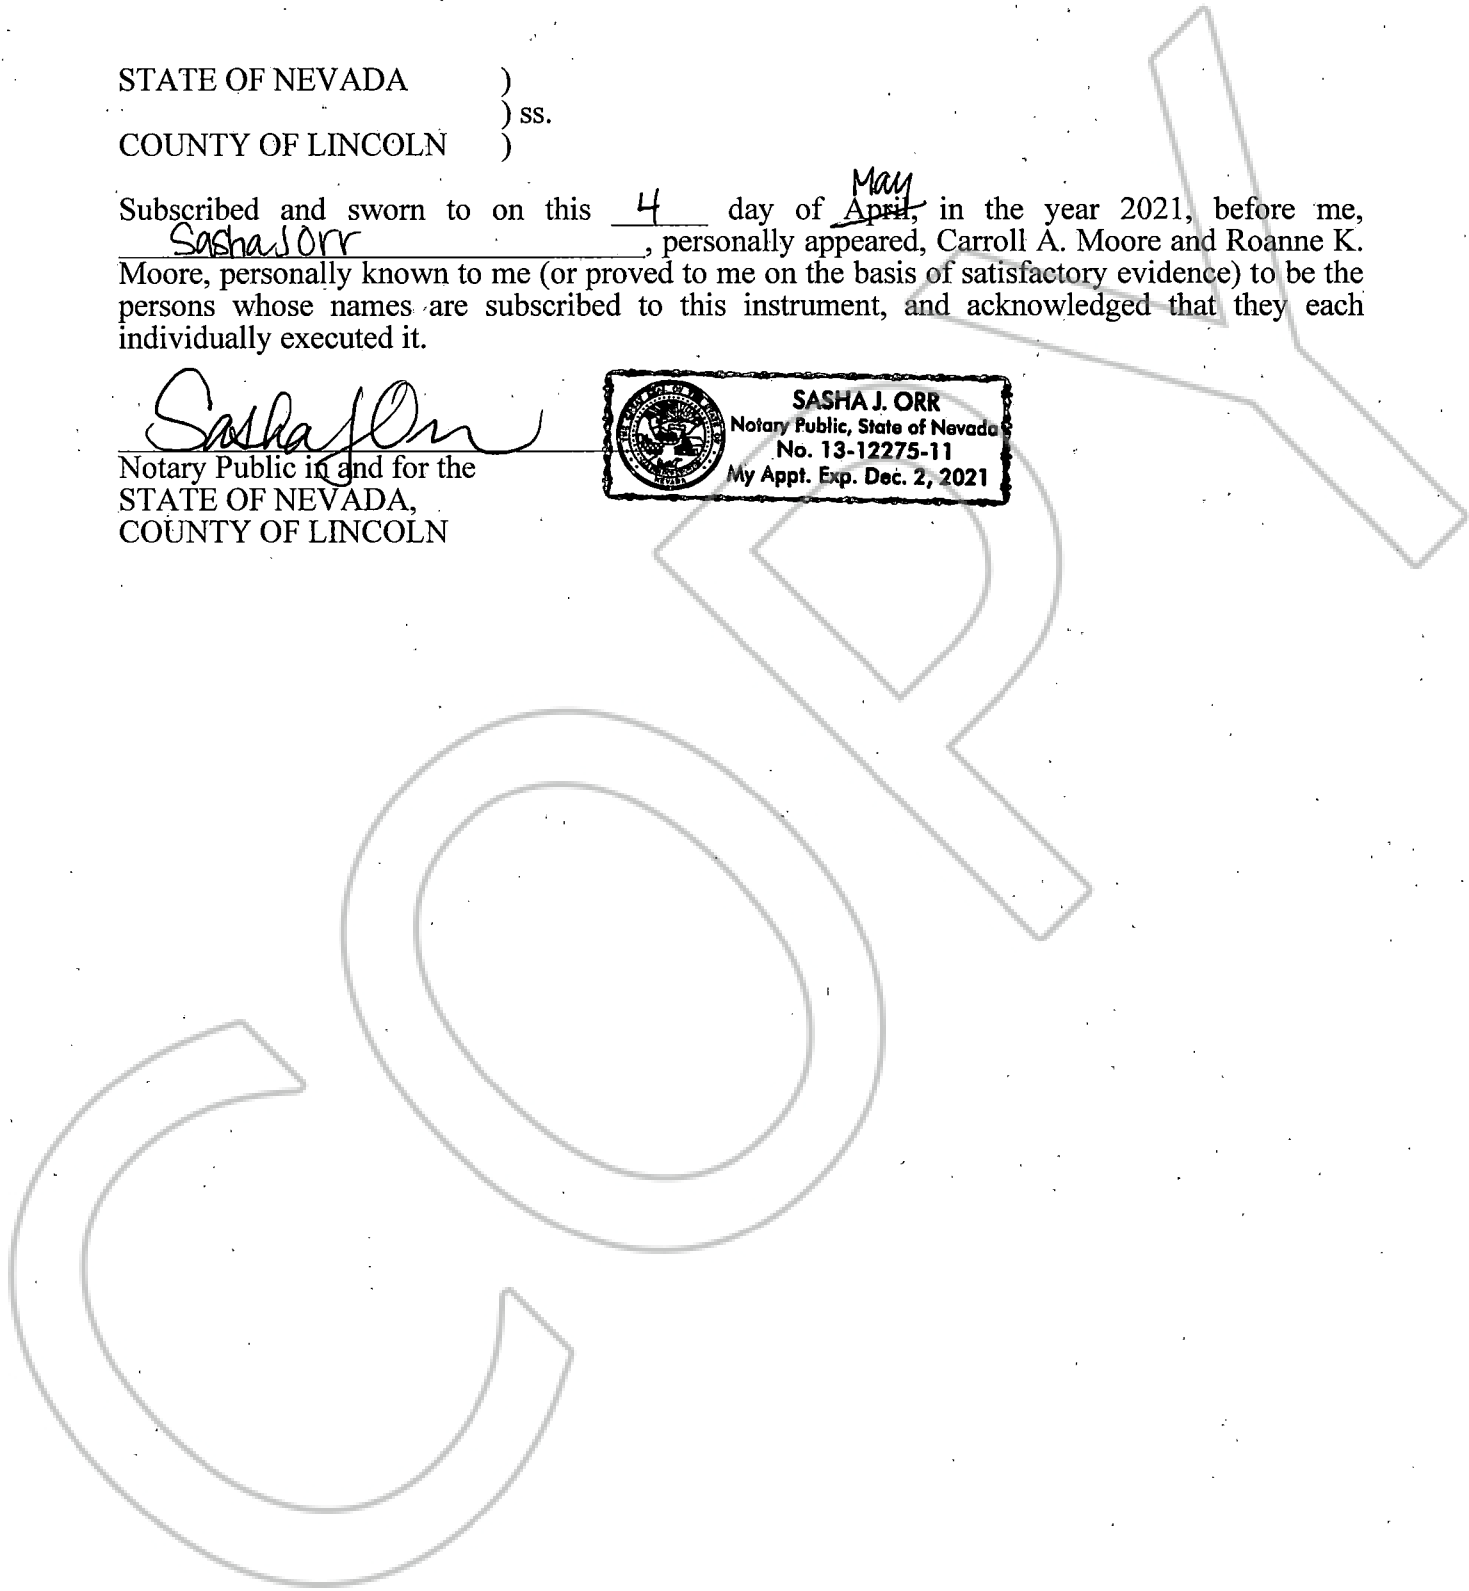 STATE OF NEVADA )
) ss.
COUNTY OF LINCOLN )
May
Subscribed and sworn to on this 4 day of April, in the year 2021, before me,
Sasha J Orr , personally appeared, Carroll A. Moore and Roanne K.
Moore, personally known to me (or proved to me on the basis of satisfactory evidence) to be the
persons whose names are subscribed to this instrument, and acknowledged that they each
individually executed it.
Sasha J Orr
SASHA J. ORR
Notary Public, State of Nevada
No. 13-12275-11
My Appt. Exp. Dec. 2, 2021
Notary Public in and for the
STATE OF NEVADA,
COUNTY OF LINCOLN
COPY